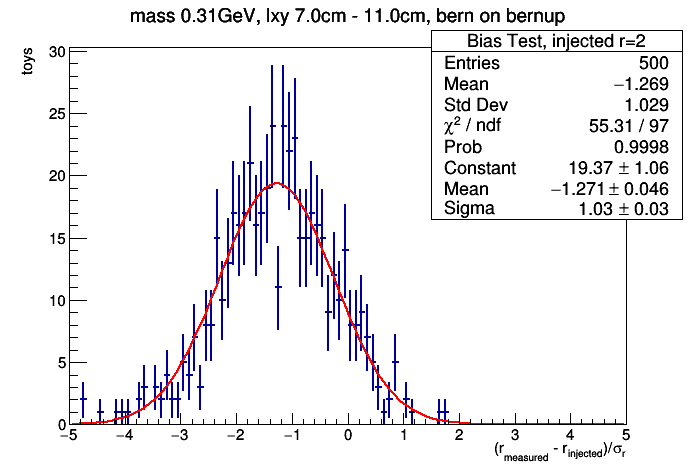 mass 0.31GeV, lxy 7.0cm - 11.0cm, bern on bernup
Bias Test, injected r=2
Entries 500
Mean −1.269
Std Dev 1.029
χ² / ndf 55.31 / 97
Prob 0.9998
Constant 19.37 ± 1.06
Mean −1.271 ± 0.046
Sigma 1.03 ± 0.03
toys
30
25
20
15
10
5
0
−5 −4 −3 −2 −1 0 1 2 3 4 5
(r_measured - r_injected)/σ_r